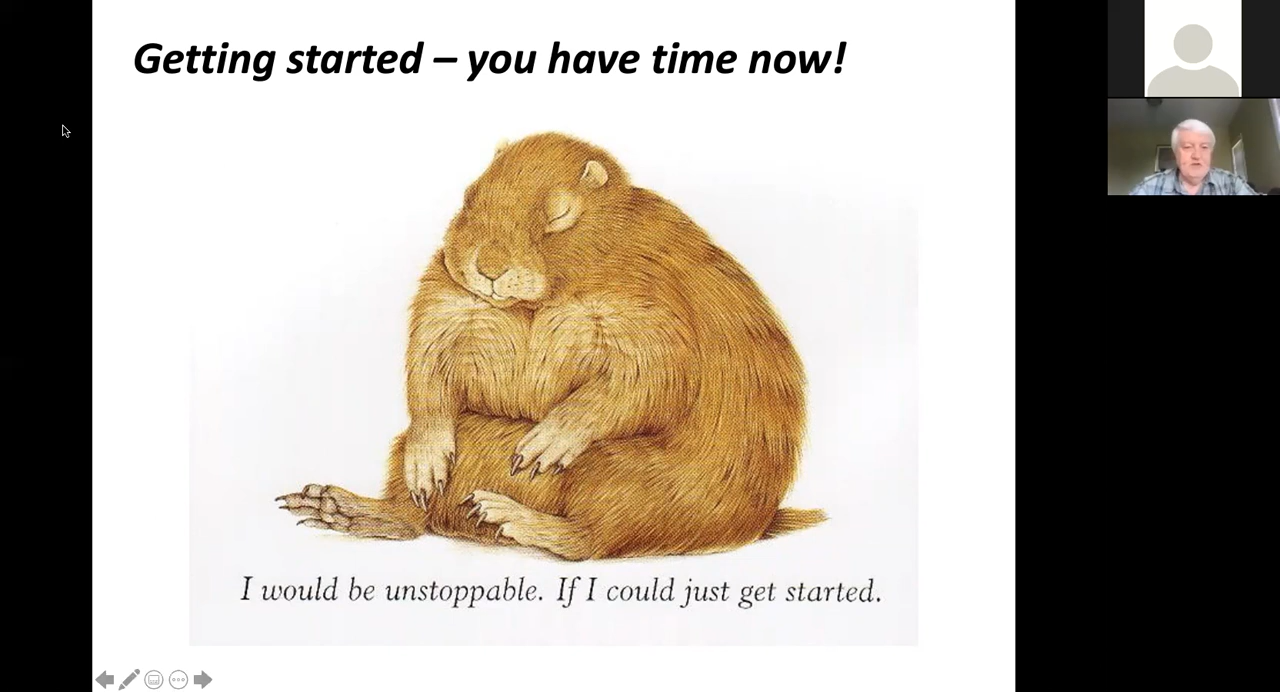 Getting started – you have time now!
I would be unstoppable. If I could just get started.